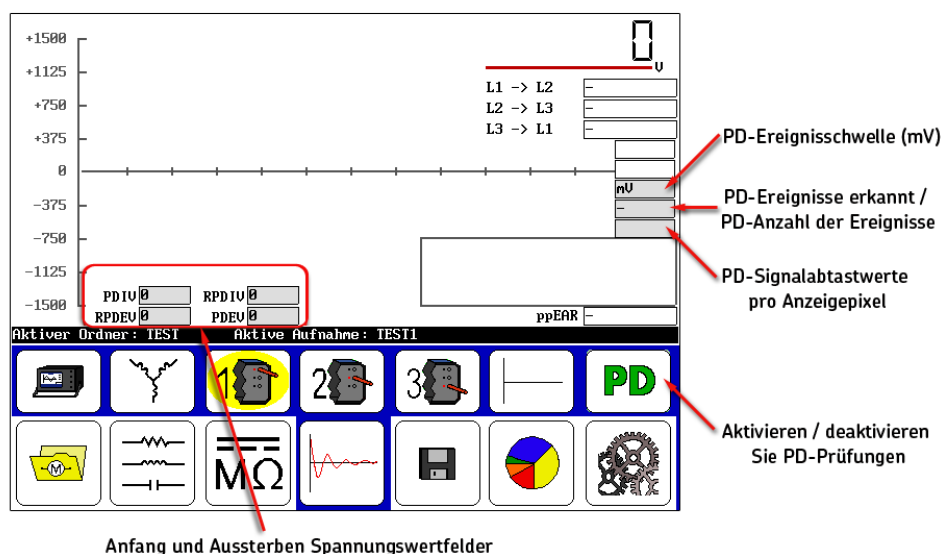 +1500
0
V
+1125
L1 -> L2 -
+750
L2 -> L3 -
+375
L3 -> L1 -
PD-Ereignisschwelle (mV)
0
mV
-375
-
PD-Ereignisse erkannt /
PD-Anzahl der Ereignisse
-750
-1125
PD-Signalabtastwerte
pro Anzeigepixel
PDIV 0 RPDIV 0
-1500
RPDEV 0 PDEV 0
ppEAR -
Aktiver Ordner: TEST Aktive Aufnahme: TEST1
1 2 3 PD
Aktivieren / deaktivieren
Sie PD-Prüfungen
M MΩ
Anfang und Aussterben Spannungswertfelder